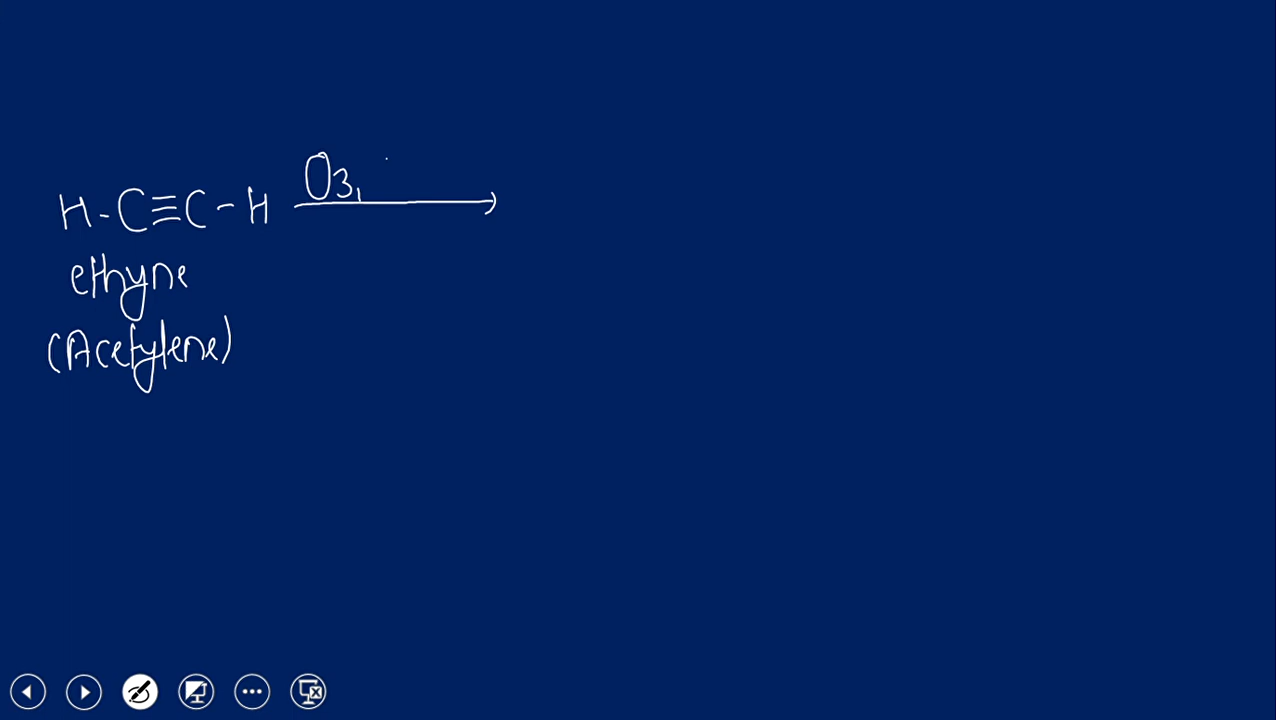 O3,
H-C≡C-H
ethyne
(Acetylene)